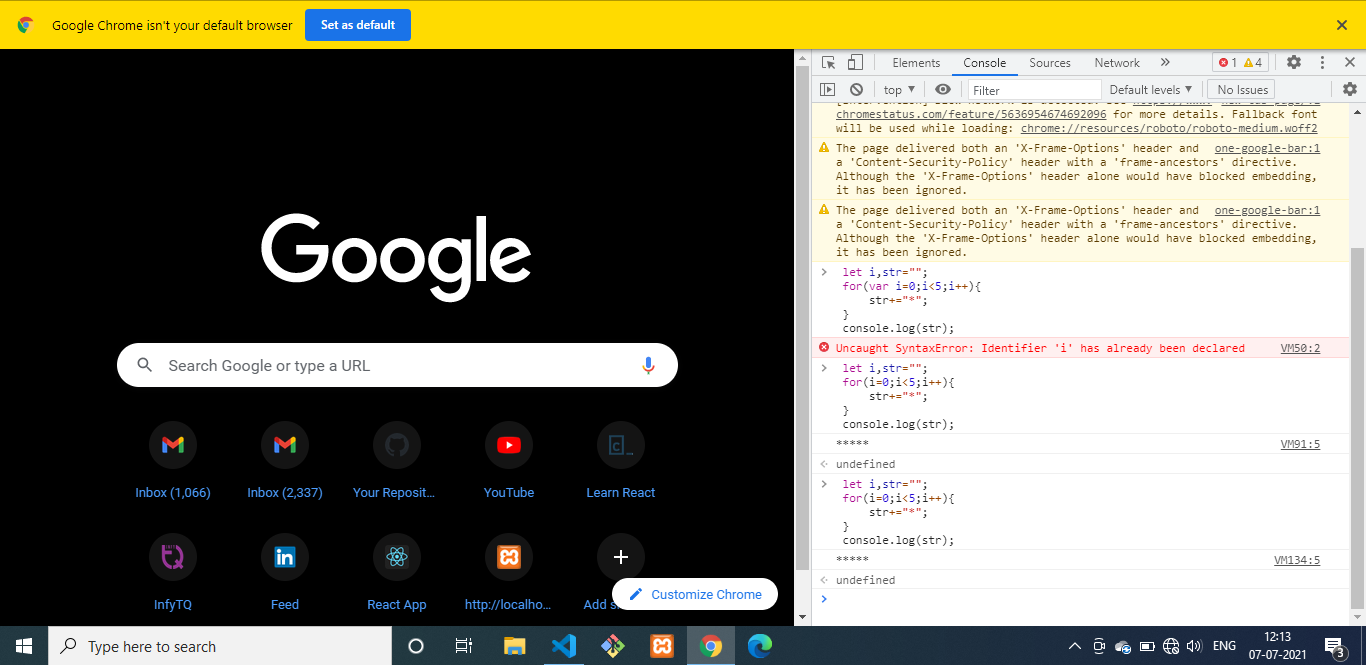 Google Chrome isn't your default browser Set as default
Elements Console Sources Network » 1 4
top ▼ Filter Default levels ▼ No Issues
chromestatus.com/feature/5636954674692096 for more details. Fallback font
will be used while loading: chrome://resources/roboto/roboto-medium.woff2
The page delivered both an 'X-Frame-Options' header and one-google-bar:1
a 'Content-Security-Policy' header with a 'frame-ancestors' directive.
Although the 'X-Frame-Options' header alone would have blocked embedding,
it has been ignored.
The page delivered both an 'X-Frame-Options' header and one-google-bar:1
a 'Content-Security-Policy' header with a 'frame-ancestors' directive.
Although the 'X-Frame-Options' header alone would have blocked embedding,
it has been ignored.
let i,str="";
for(var i=0;i<5;i++){
str+="*";
}
console.log(str);
Uncaught SyntaxError: Identifier 'i' has already been declared VM50:2
let i,str="";
for(i=0;i<5;i++){
str+="*";
}
console.log(str);
***** VM91:5
undefined
let i,str="";
for(i=0;i<5;i++){
str+="*";
}
console.log(str);
***** VM134:5
undefined
Google
Search Google or type a URL
Inbox (1,066) Inbox (2,337) Your Reposit... YouTube Learn React
InfyTQ Feed React App http://localho...
Customize Chrome
Type here to search
ENG 12:13
07-07-2021 3